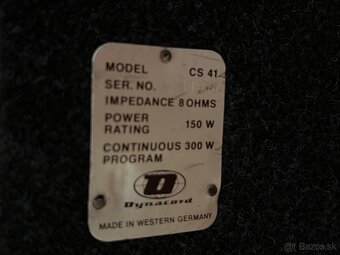 MODEL CS 41
SER. NO.
IMPEDANCE 8 OHMS
POWER
RATING 150 W
CONTINUOUS 300 W
PROGRAM
D
Dynacord
MADE IN WESTERN GERMANY
Bazos.sk